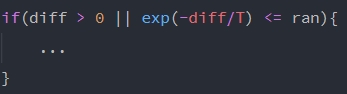 if(diff > 0 || exp(-diff/T) <= ran){
...
}